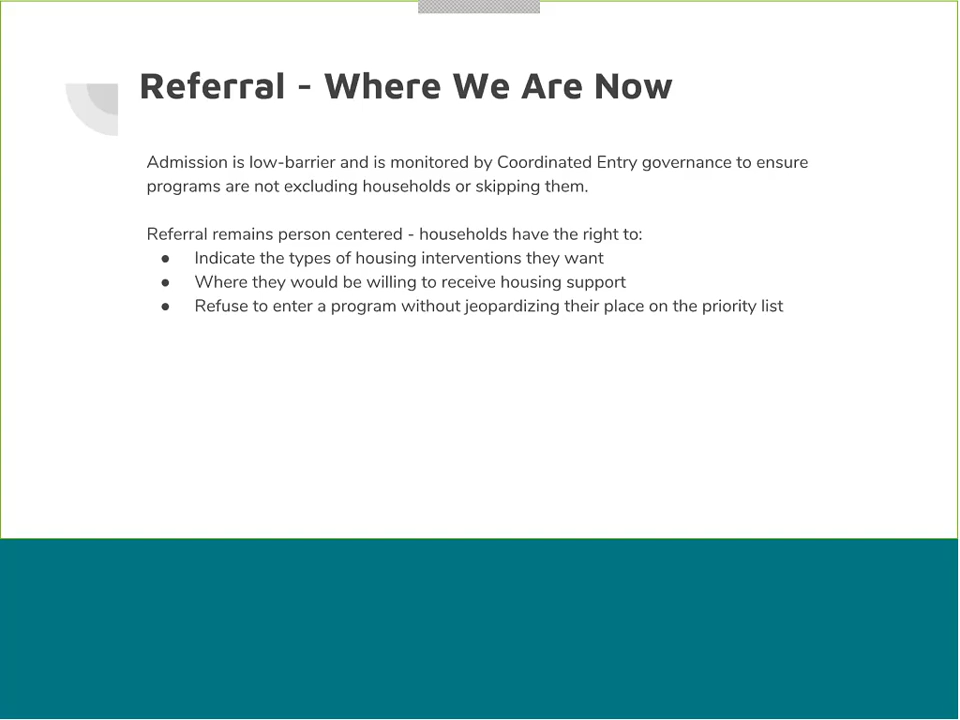 Referral - Where We Are Now
Admission is low-barrier and is monitored by Coordinated Entry governance to ensure
programs are not excluding households or skipping them.
Referral remains person centered - households have the right to:
● Indicate the types of housing interventions they want
● Where they would be willing to receive housing support
● Refuse to enter a program without jeopardizing their place on the priority list